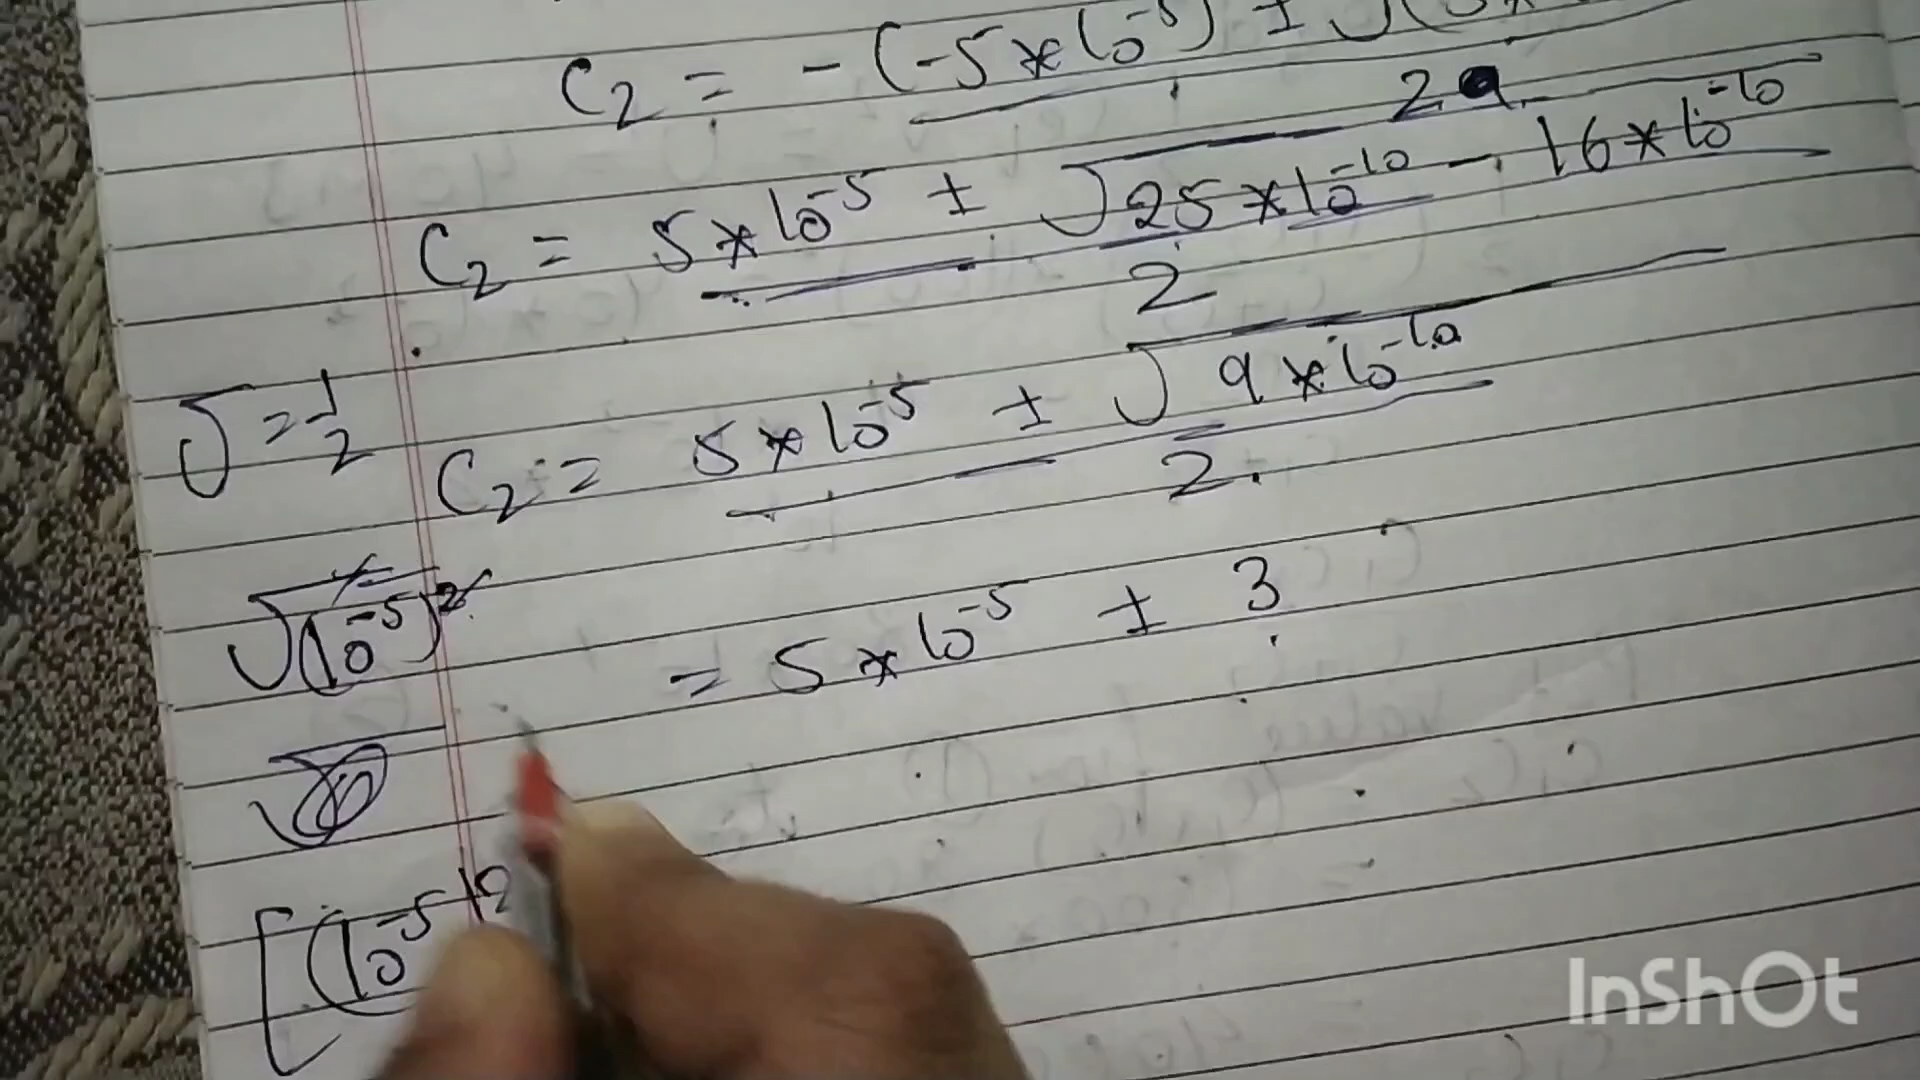 C₂ = -(-5*10⁻⁵) ± √(5*
2a
C₂ = 5*10⁻⁵ ± √25*10⁻¹⁰ - 16*10⁻¹⁰
2
√ = 1/2
C₂ = 5*10⁻⁵ ± √9*10⁻¹⁰
2
√(10⁻⁵)²
= 5*10⁻⁵ ± 3
[(10⁻⁵)2
InShOt